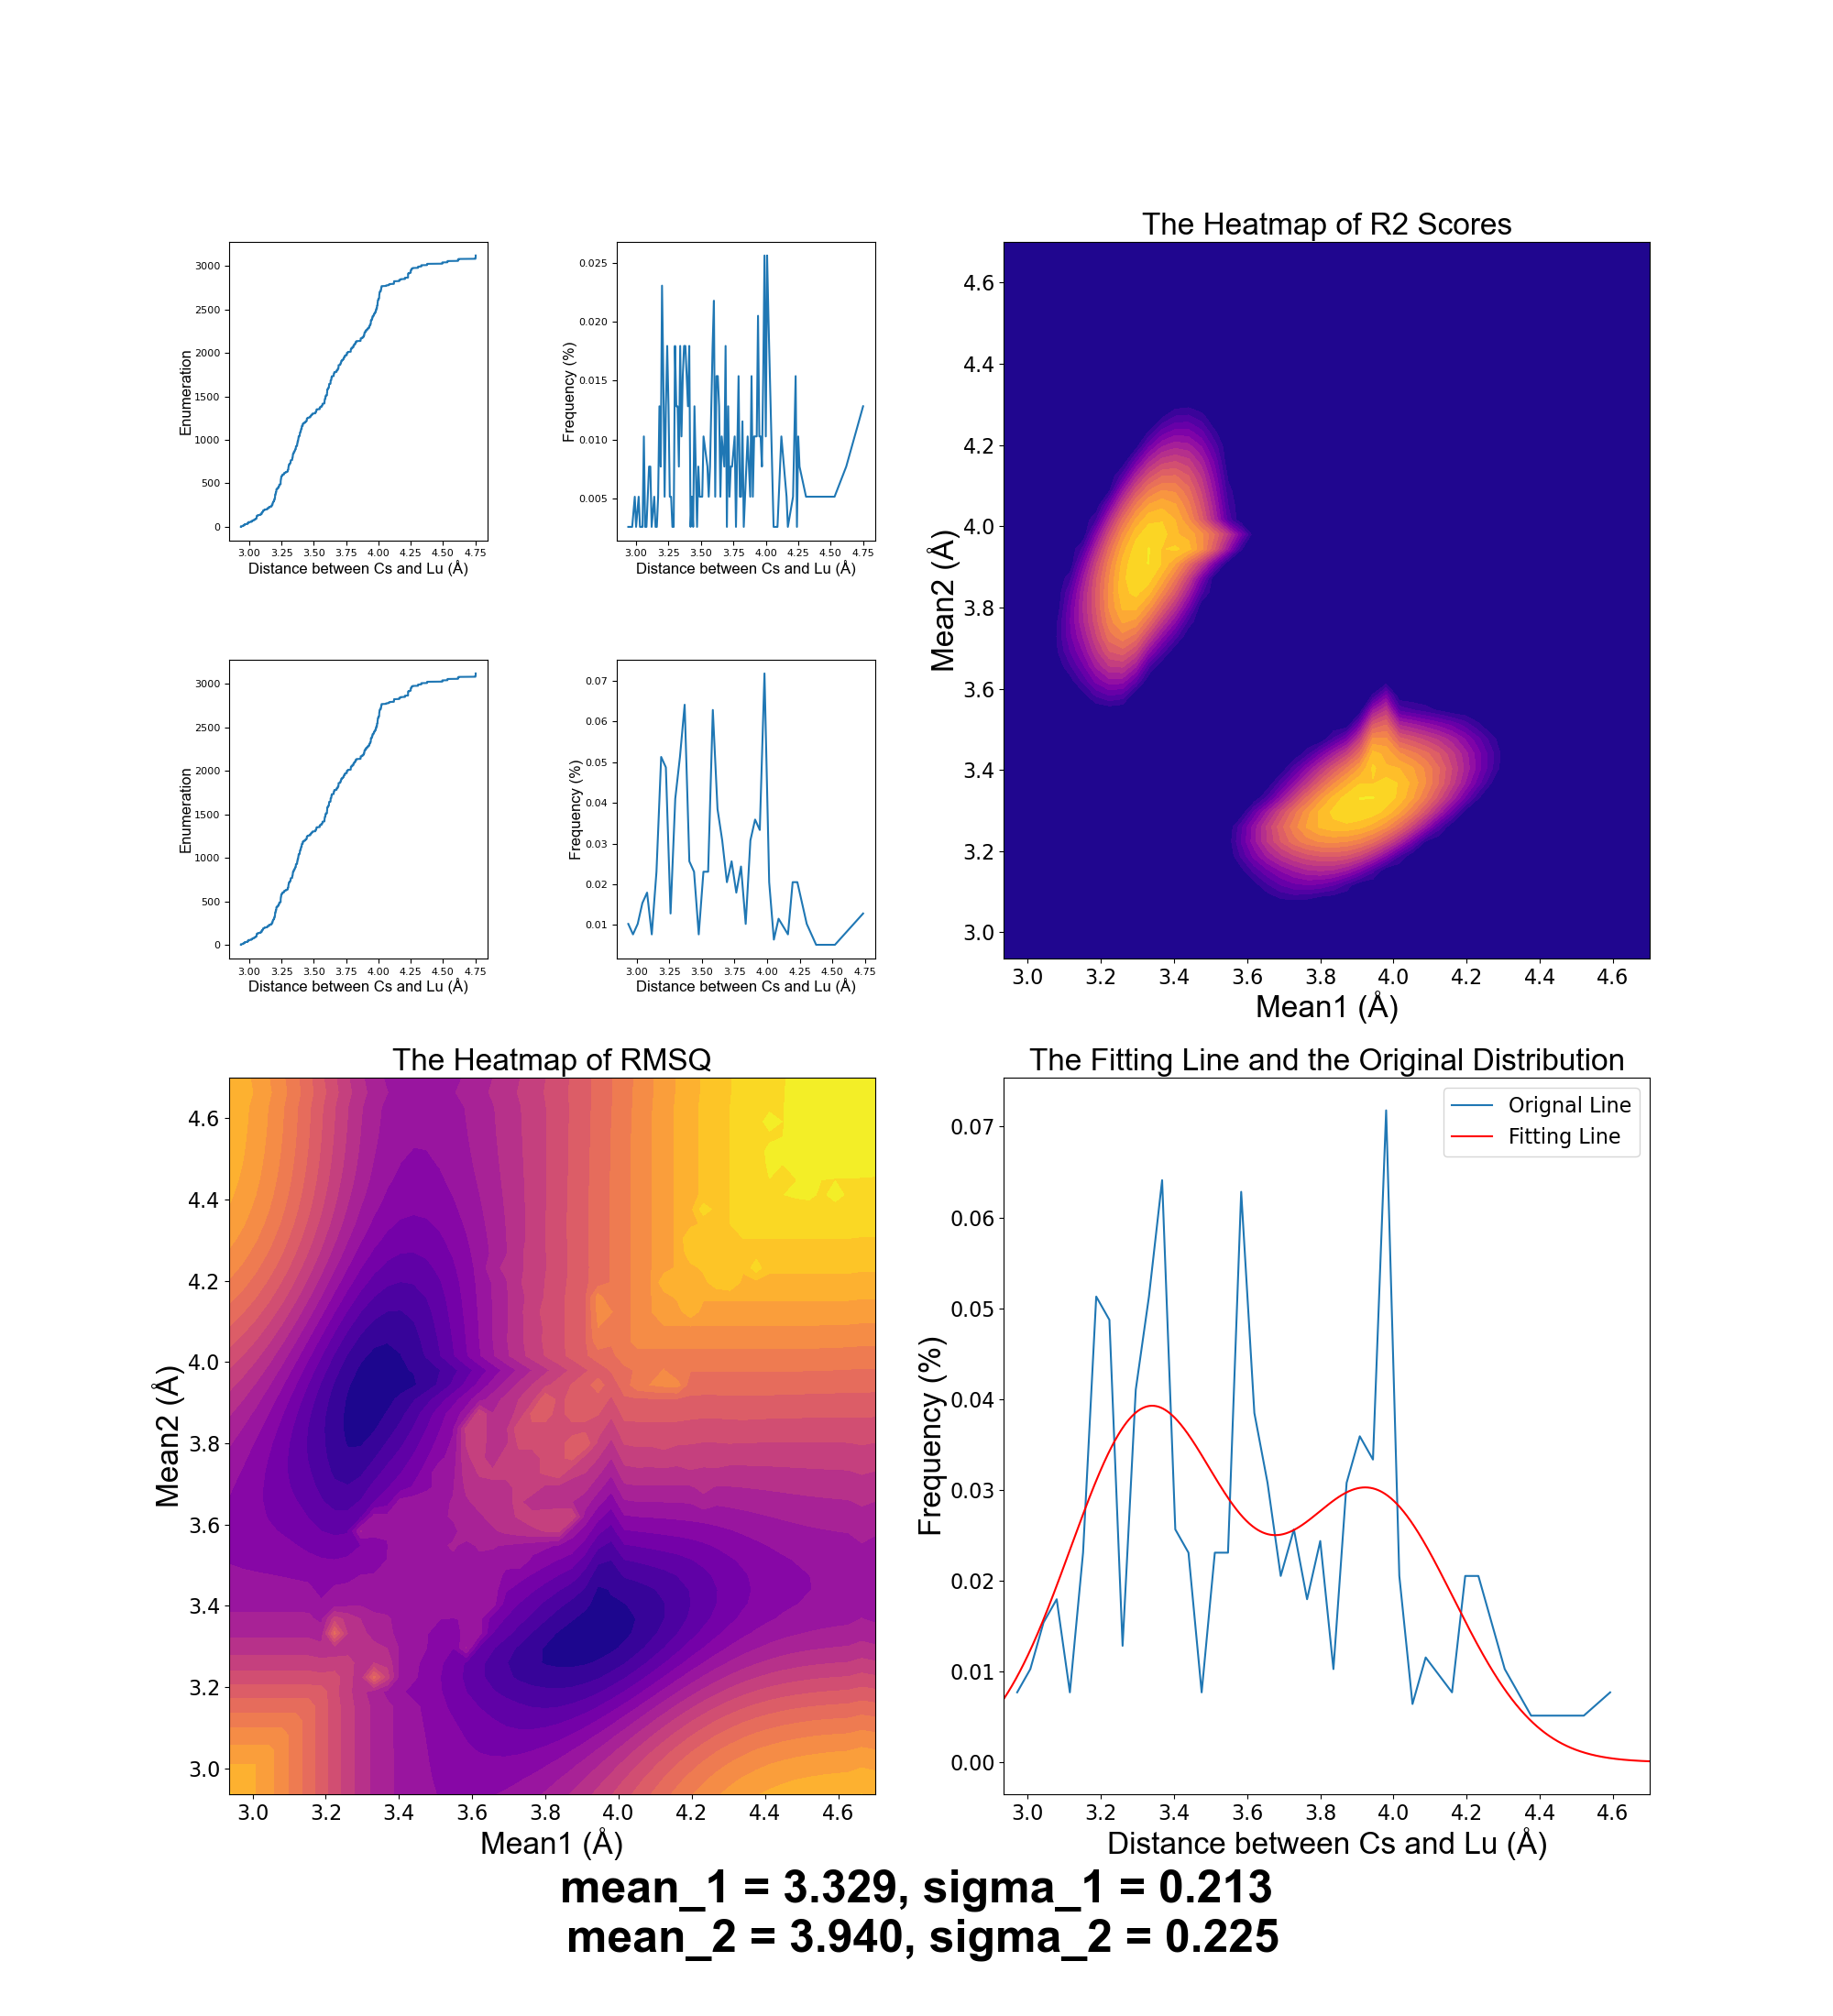 The Heatmap of R2 Scores
3000
2500
2000
1500
1000
500
0
Enumeration
3.00 3.25 3.50 3.75 4.00 4.25 4.50 4.75
Distance between Cs and Lu (Å)
0.025
0.020
0.015
0.010
0.005
Frequency (%)
3.00 3.25 3.50 3.75 4.00 4.25 4.50 4.75
Distance between Cs and Lu (Å)
4.6
4.4
4.2
4.0
3.8
3.6
3.4
3.2
3.0
Mean2 (Å)
3.0 3.2 3.4 3.6 3.8 4.0 4.2 4.4 4.6
Mean1 (Å)
3000
2500
2000
1500
1000
500
0
Enumeration
3.00 3.25 3.50 3.75 4.00 4.25 4.50 4.75
Distance between Cs and Lu (Å)
0.07
0.06
0.05
0.04
0.03
0.02
0.01
Frequency (%)
3.00 3.25 3.50 3.75 4.00 4.25 4.50 4.75
Distance between Cs and Lu (Å)
The Heatmap of RMSQ
4.6
4.4
4.2
4.0
3.8
3.6
3.4
3.2
3.0
Mean2 (Å)
3.0 3.2 3.4 3.6 3.8 4.0 4.2 4.4 4.6
Mean1 (Å)
The Fitting Line and the Original Distribution
Orignal Line
Fitting Line
0.07
0.06
0.05
0.04
0.03
0.02
0.01
0.00
Frequency (%)
3.0 3.2 3.4 3.6 3.8 4.0 4.2 4.4 4.6
Distance between Cs and Lu (Å)
mean_1 = 3.329, sigma_1 = 0.213
mean_2 = 3.940, sigma_2 = 0.225